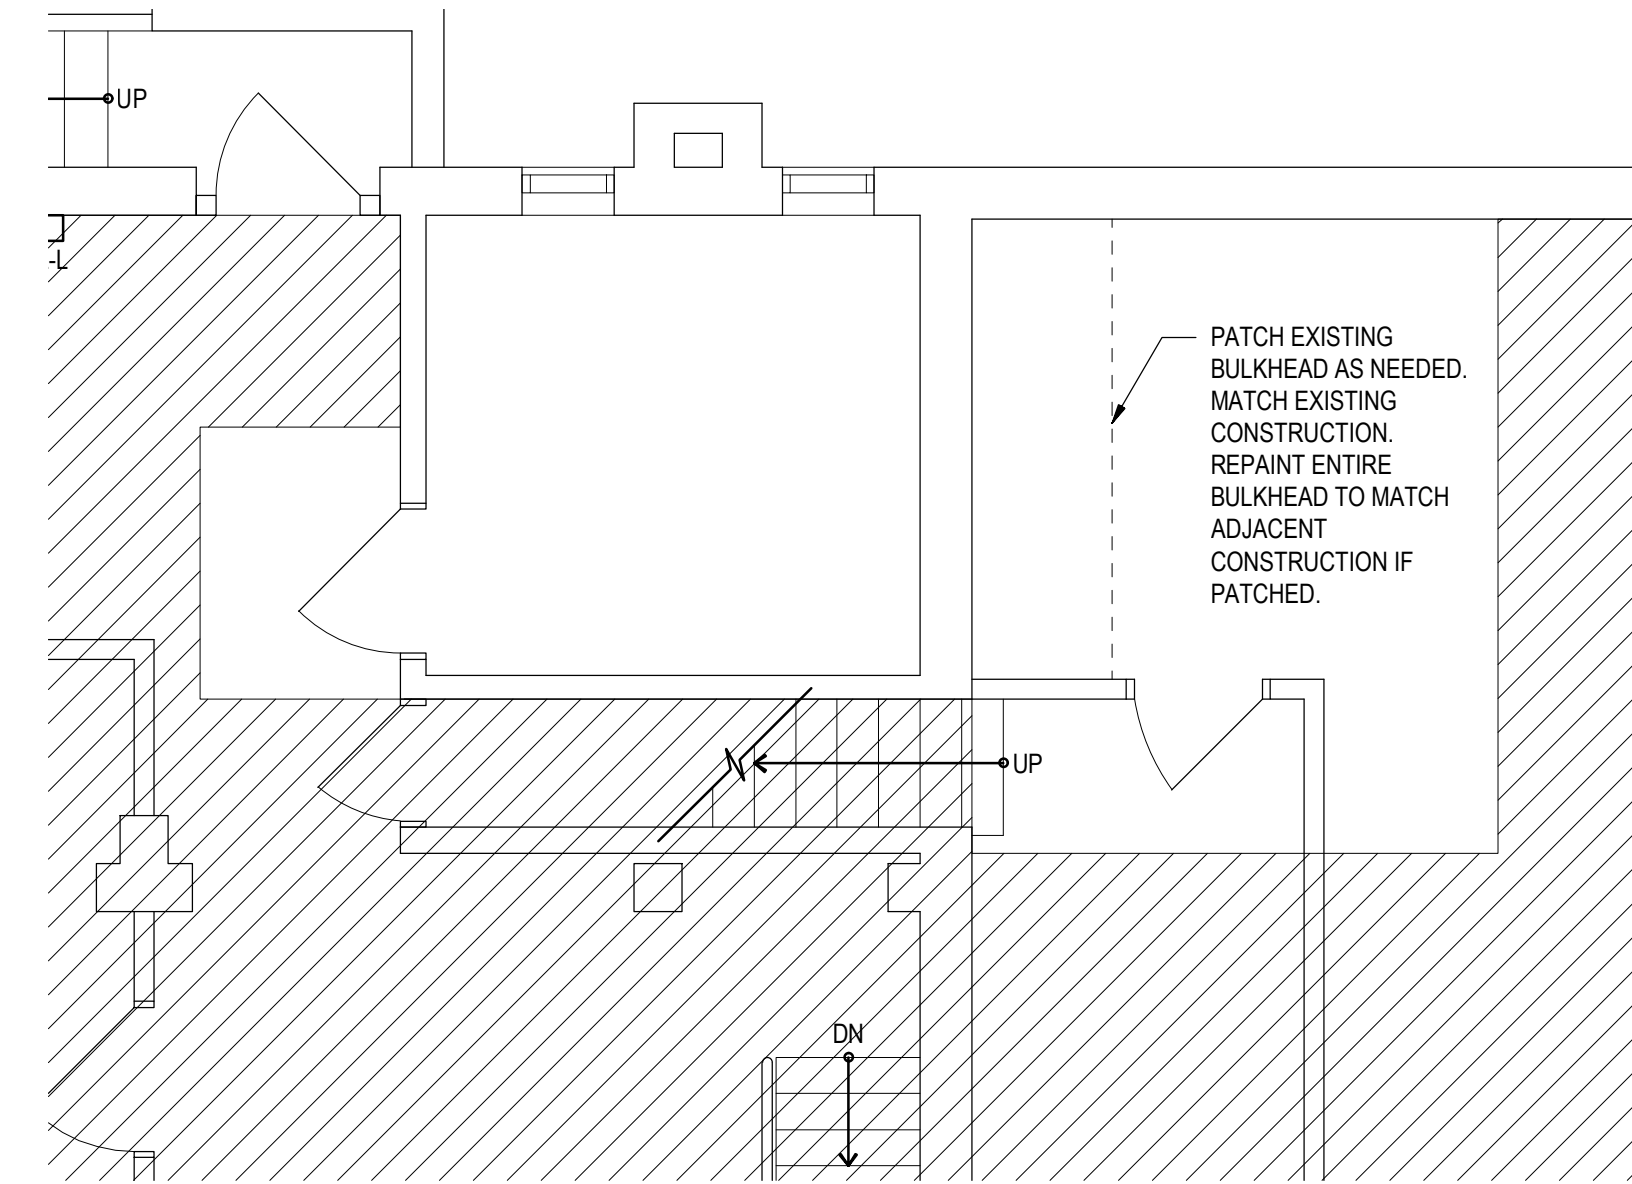 UP
-L
PATCH EXISTING
BULKHEAD AS NEEDED.
MATCH EXISTING
CONSTRUCTION.
REPAINT ENTIRE
BULKHEAD TO MATCH
ADJACENT
CONSTRUCTION IF
PATCHED.
UP
DN